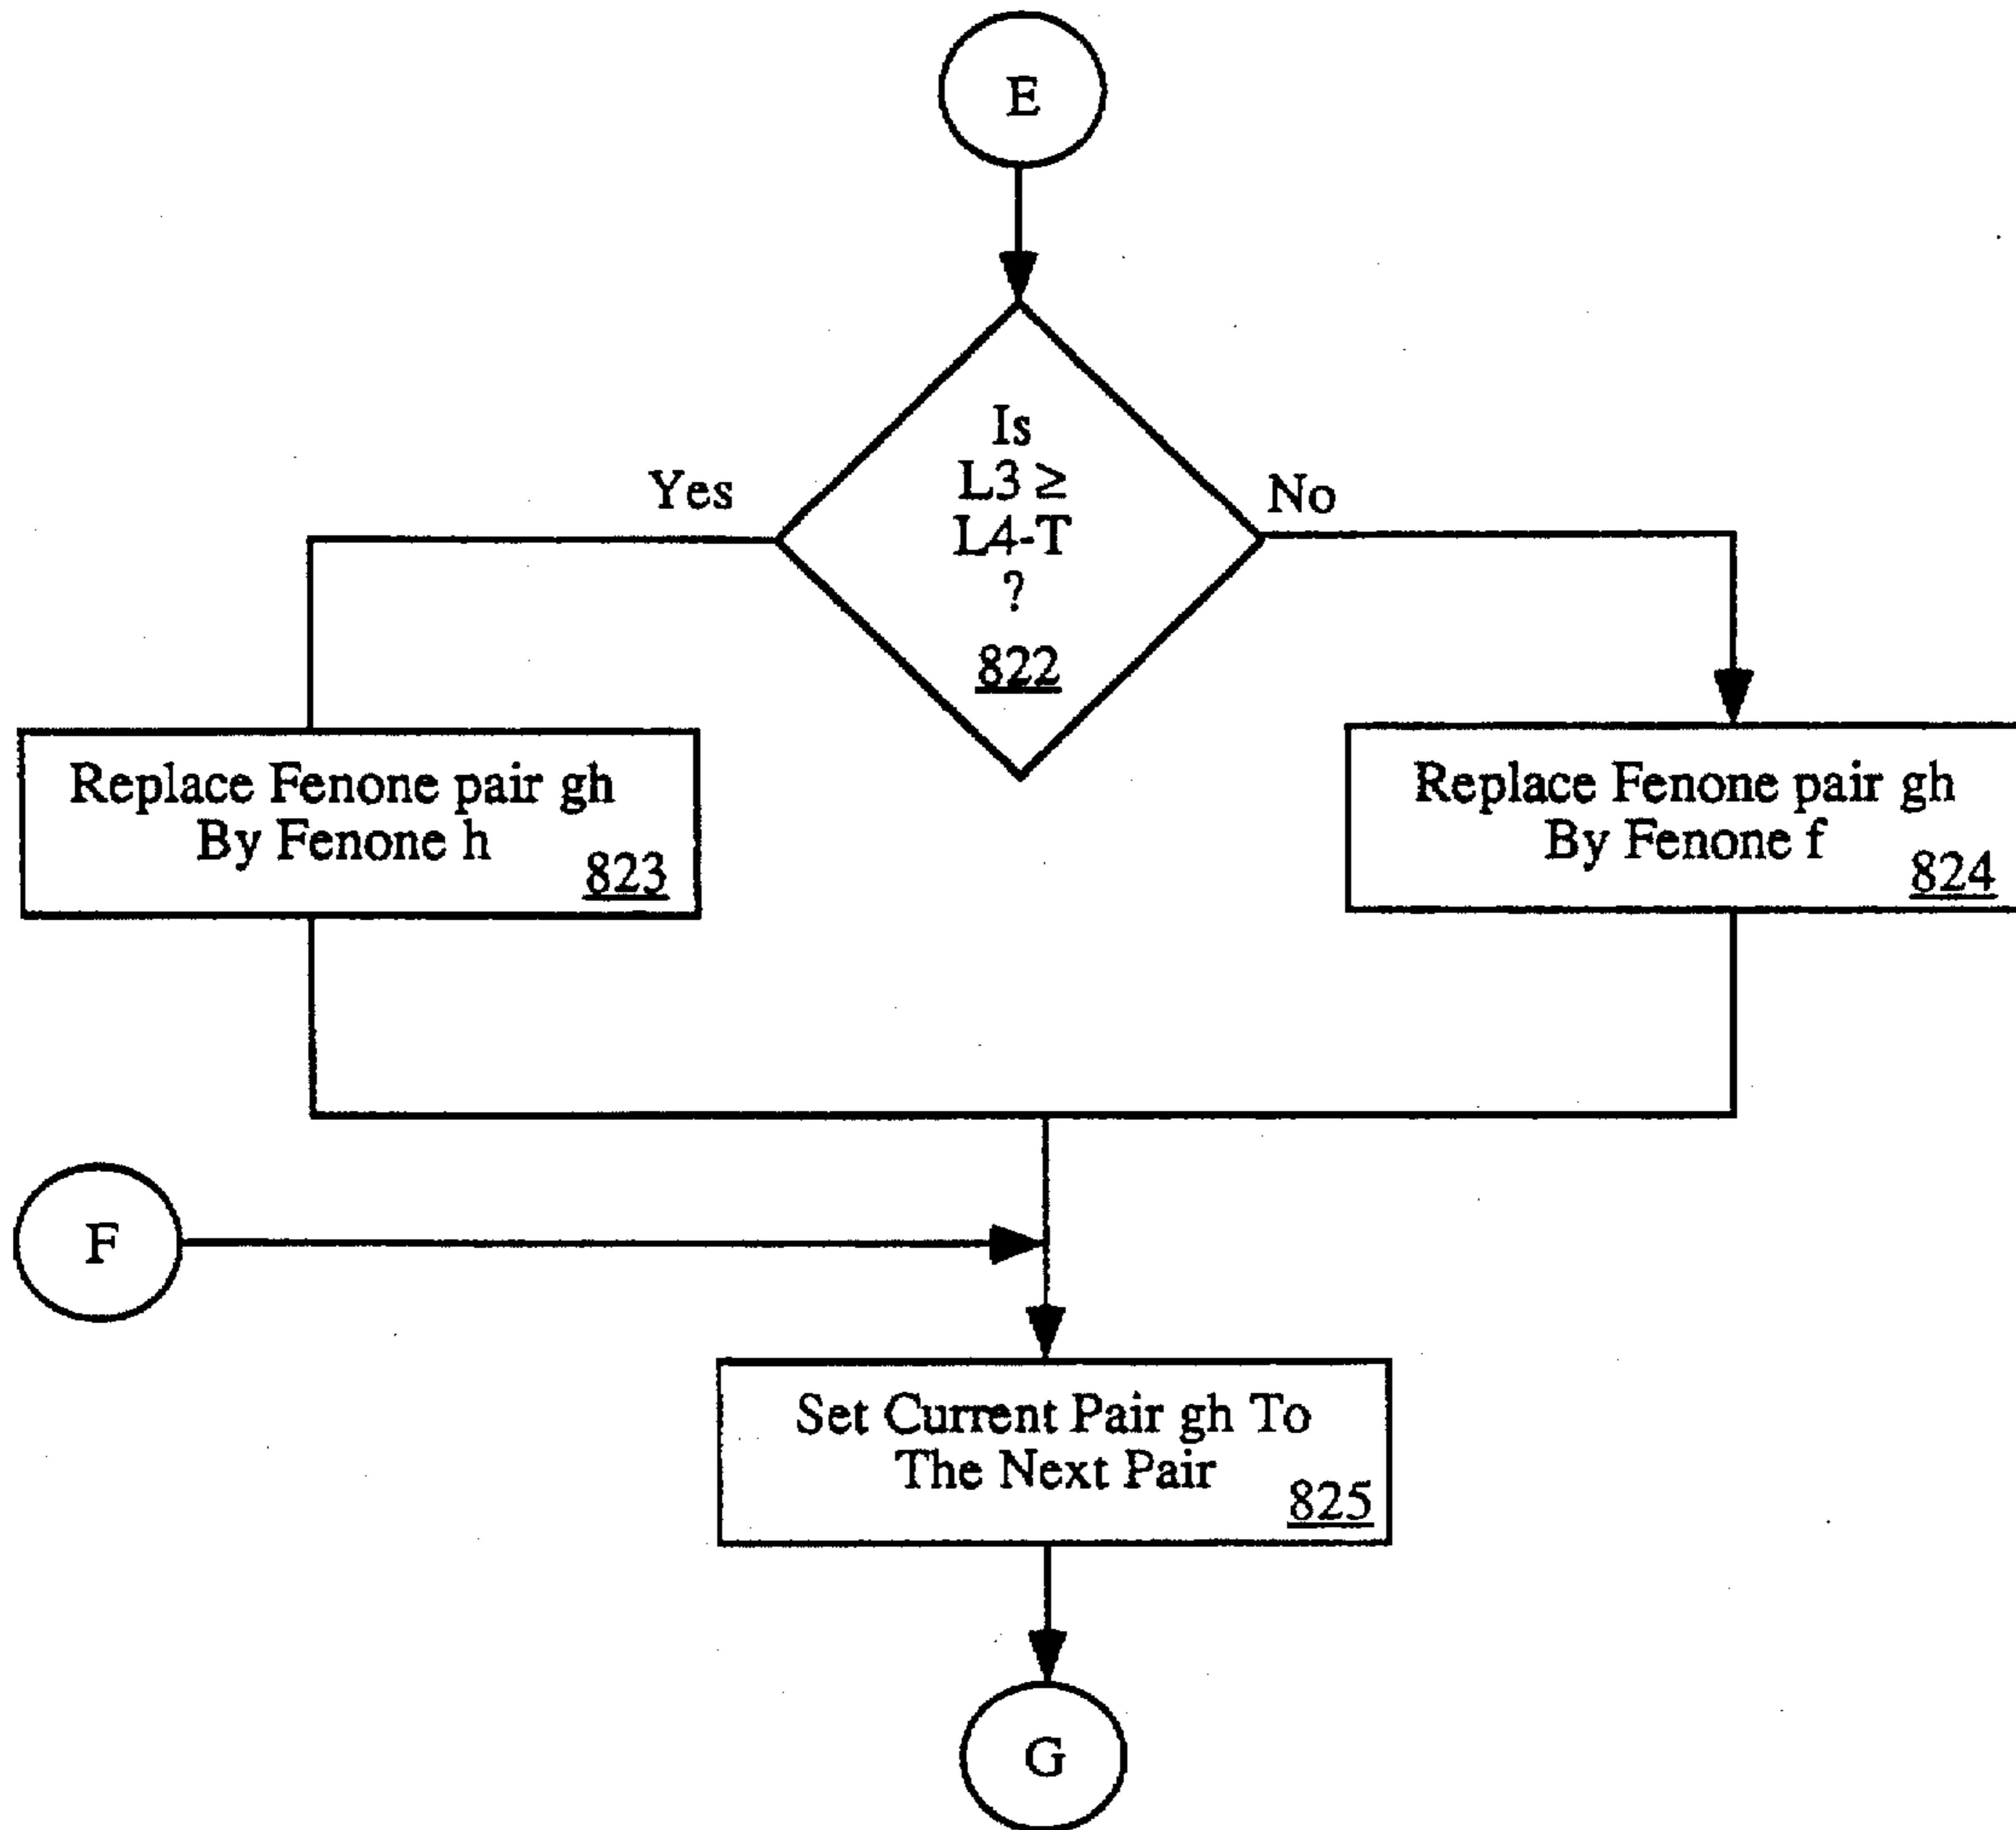 E
Is
L3 ≥
L4-T
?
822
Yes
No
Replace Fenone pair gh
By Fenone h
823
Replace Fenone pair gh
By Fenone f
824
F
Set Current Pair gh To
The Next Pair
825
G